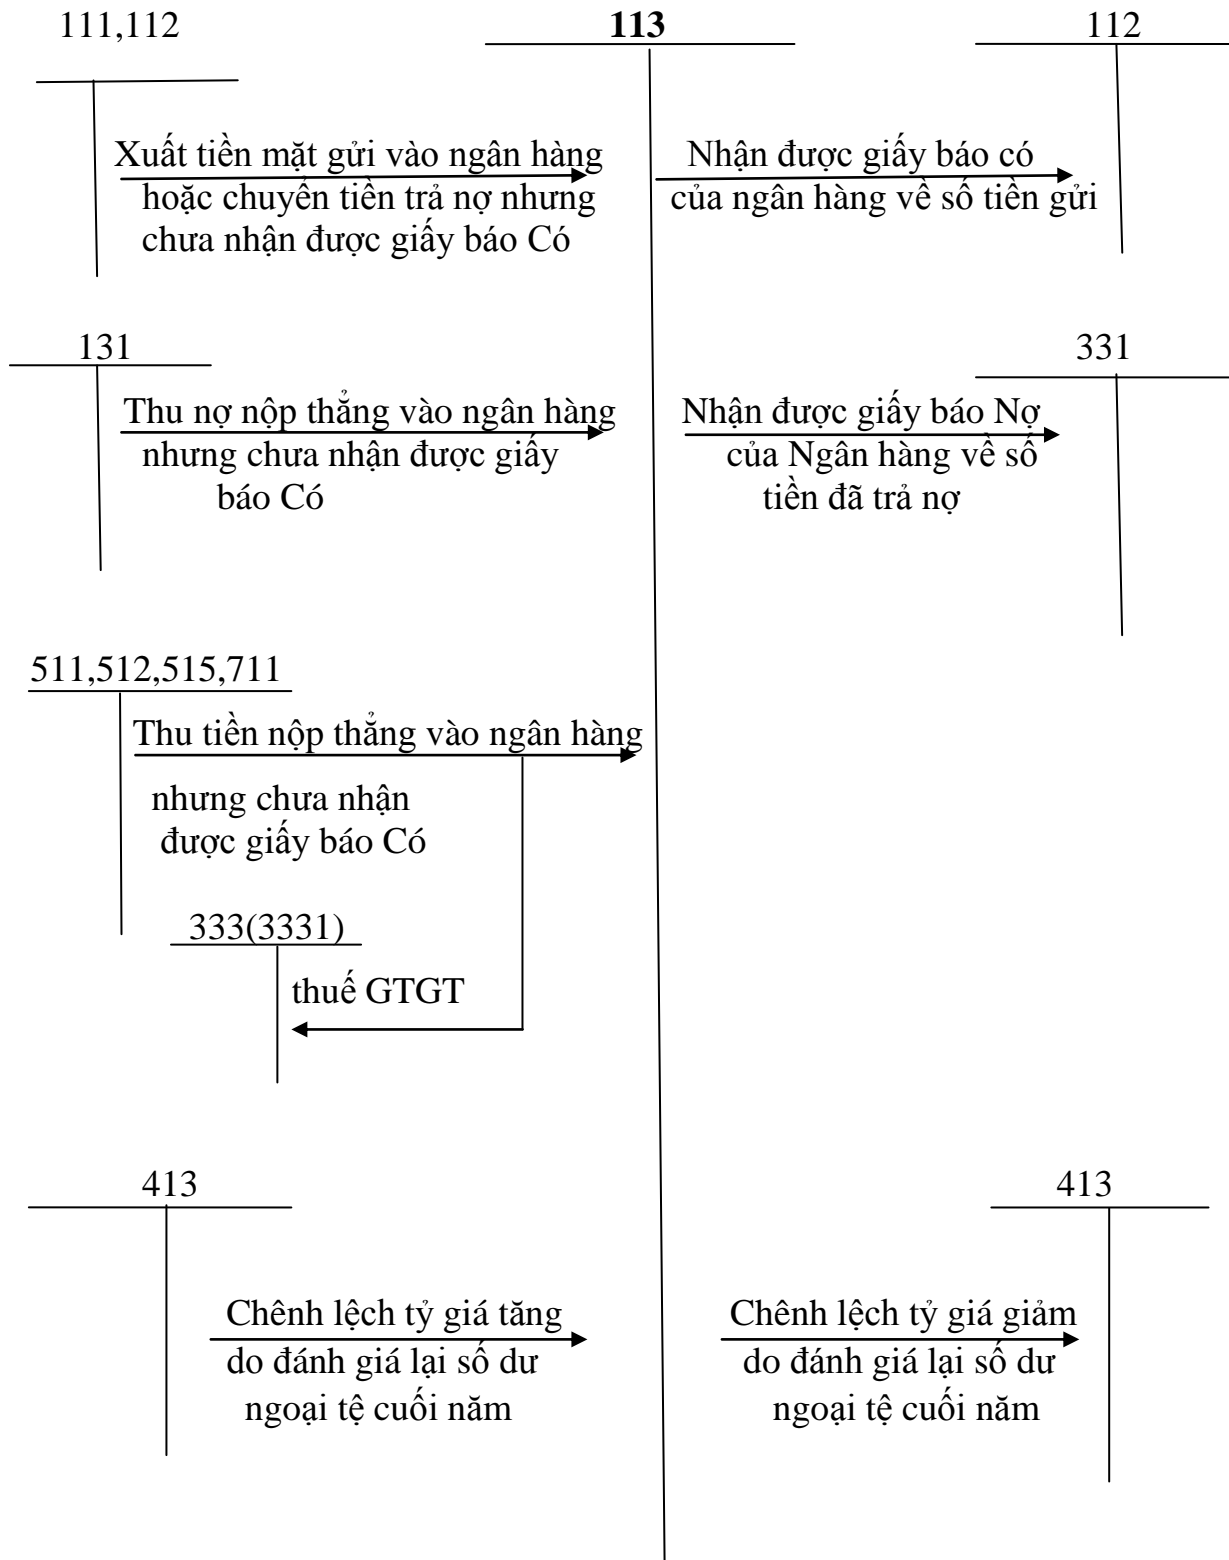 111,112
113
112
Xuất tiền mặt gửi vào ngân hàng
hoặc chuyển tiền trả nợ nhưng
chưa nhận được giấy báo Có
Nhận được giấy báo có
của ngân hàng về số tiền gửi
131
331
Thu nợ nộp thẳng vào ngân hàng
nhưng chưa nhận được giấy
báo Có
Nhận được giấy báo Nợ
của Ngân hàng về số
tiền đã trả nợ
511,512,515,711
Thu tiền nộp thẳng vào ngân hàng
nhưng chưa nhận
được giấy báo Có
333(3331)
thuế GTGT
413
413
Chênh lệch tỷ giá tăng
do đánh giá lại số dư
ngoại tệ cuối năm
Chênh lệch tỷ giá giảm
do đánh giá lại số dư
ngoại tệ cuối năm